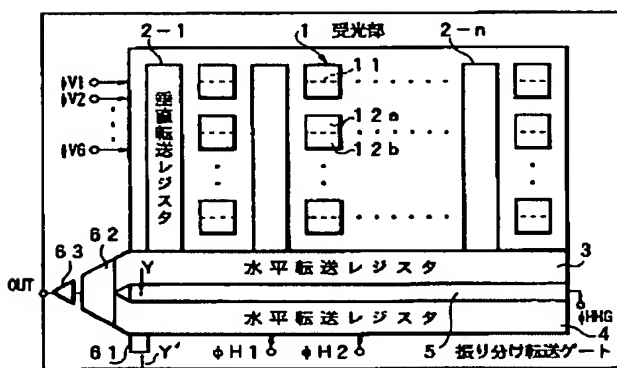 2-1
1
受光部
2-n
11
φV1
φV2
φVG
垂直転送レジスタ
12a
12b
62
63
OUT
Y
水平転送レジスタ
3
φHHG
水平転送レジスタ
4
61
Y'
φH1
φH2
5 振り分け転送ゲート